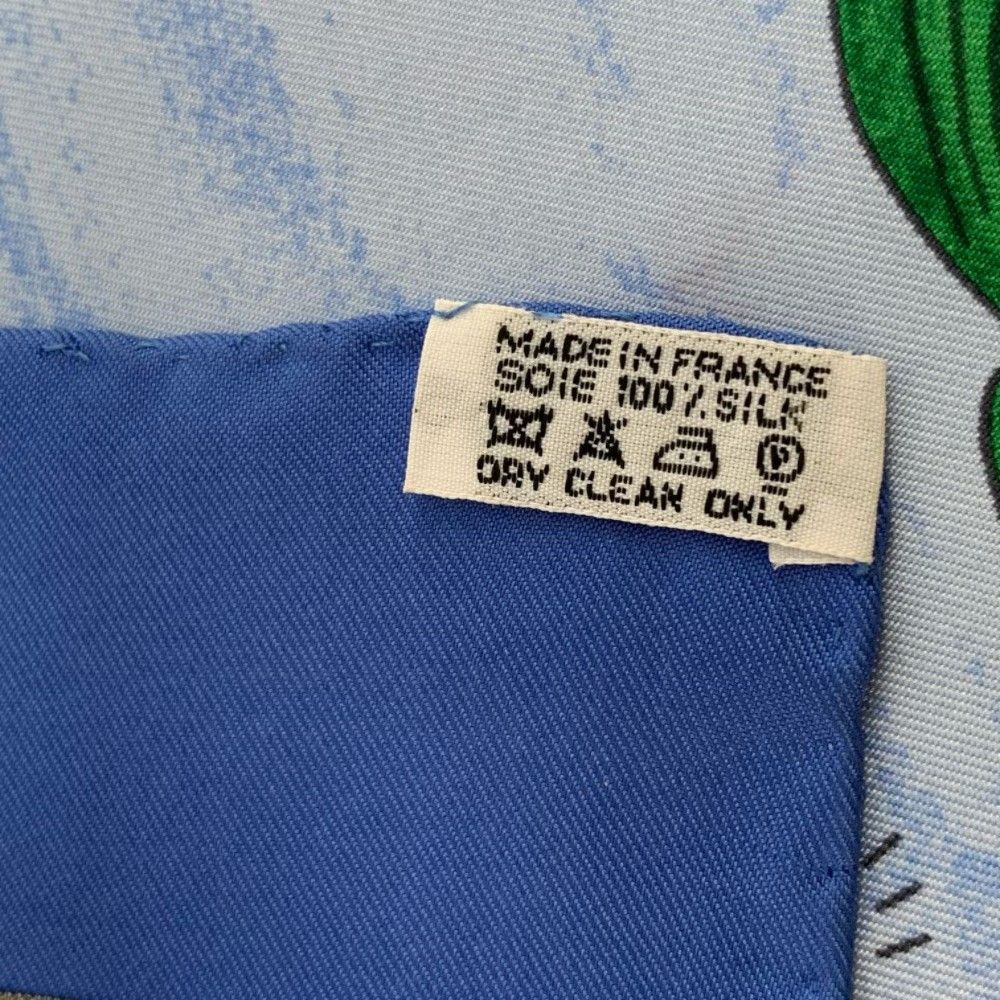 MADE IN FRANCE
SOIE 100% SILK
P
DRY CLEAN ONLY